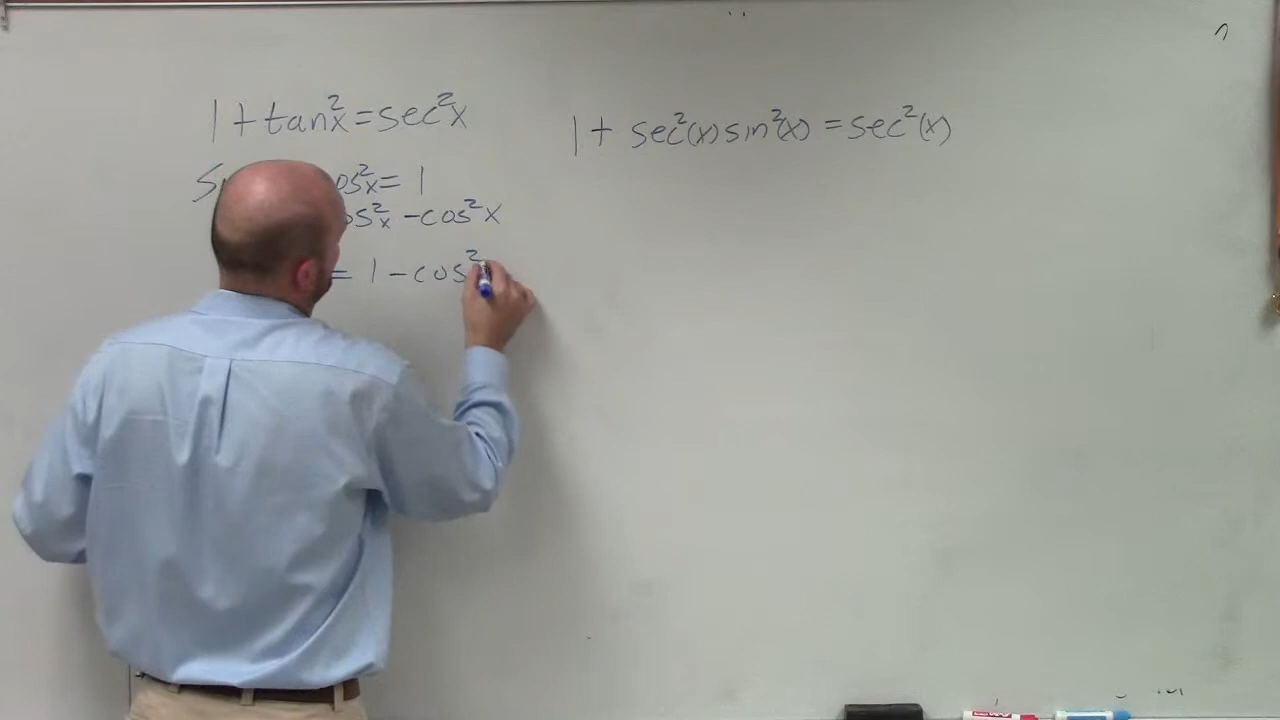 1 + tan²x = sec²x
os²x = 1
os²x - cos²x
= 1 - cos²
1 + sec²(x) sin²(x) = sec²(x)